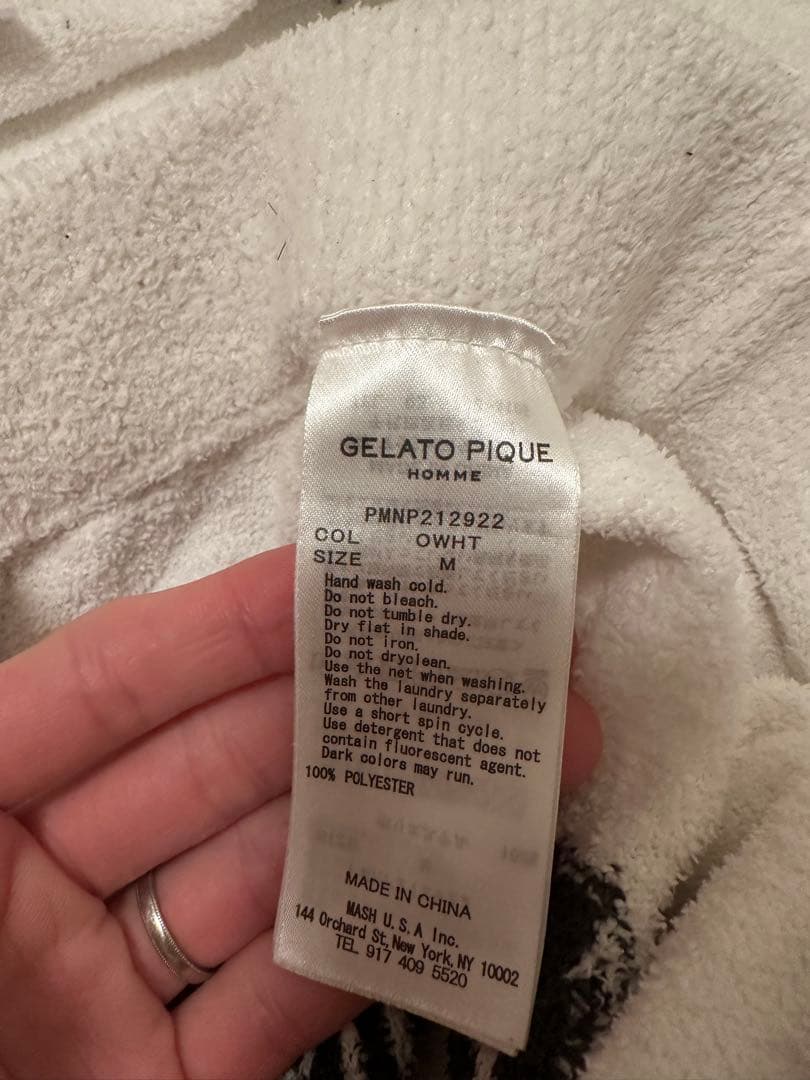 GELATO PIQUE
HOMME
PMNP212922
COL OWHT
SIZE M
Hand wash cold.
Do not bleach.
Do not tumble dry.
Dry flat in shade.
Do not iron.
Do not dryclean.
Use the net when washing.
Wash the laundry separately
from other laundry.
Use a short spin cycle.
Use detergent that does not
contain fluorescent agent.
Dark colors may run.
100% POLYESTER
MADE IN CHINA
MASH U.S.A Inc.
144 Orchard St, New York, NY 10002
TEL 917 409 5520